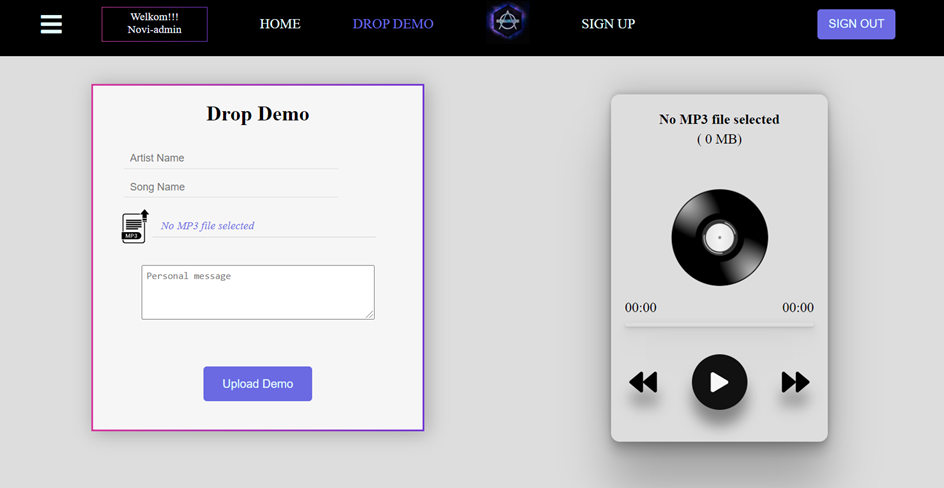 Welkom!!!
Novi-admin
HOME
DROP DEMO
SIGN UP
SIGN OUT
Drop Demo
Artist Name
Song Name
MP3
No MP3 file selected
Personal message
Upload Demo
No MP3 file selected
( 0 MB)
00:00
00:00